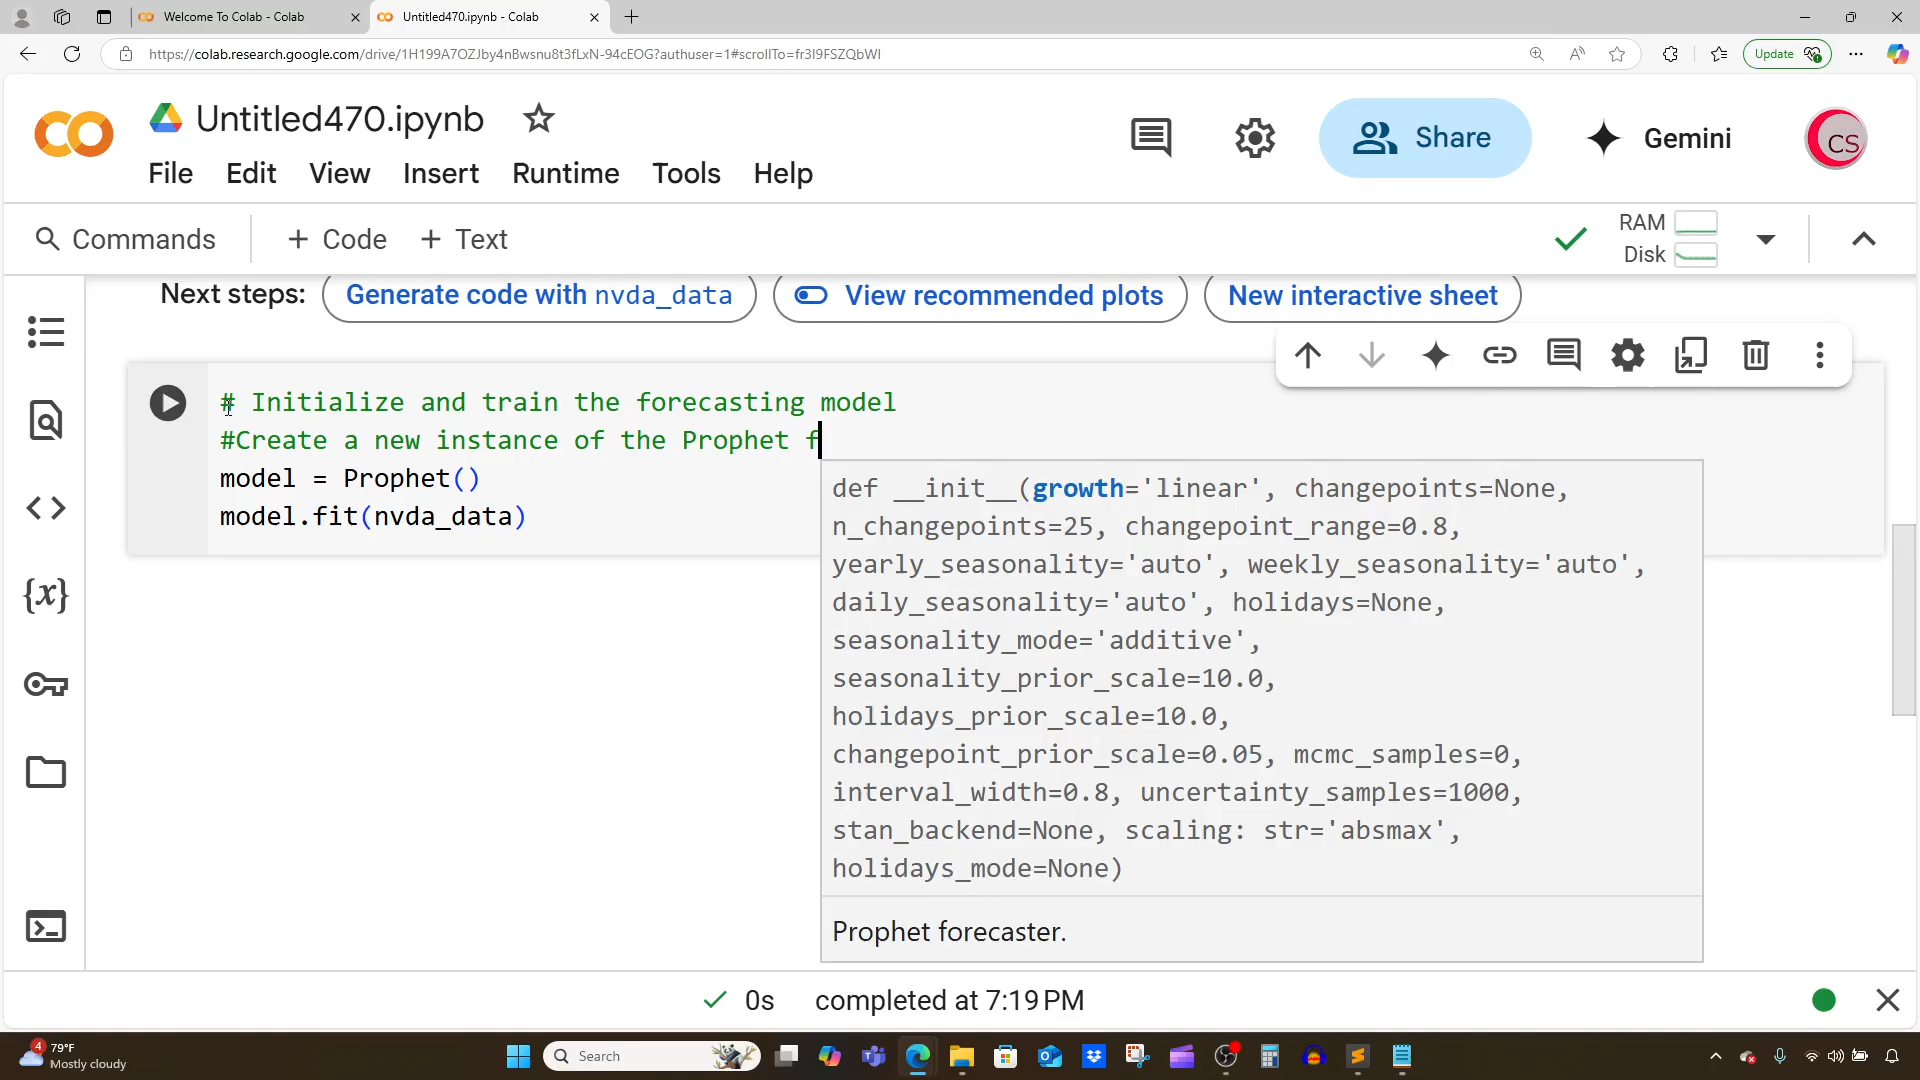 Welcome To Colab - Colab
Untitled470.ipynb - Colab
https://colab.research.google.com/drive/1H199A7OZJby4nBwsnu8t3fLxN-94cEOG?authuser=1#scrollTo=fr3I9FSZQbWI
Update
Untitled470.ipynb
CO
Share
Gemini
CS
File Edit View Insert Runtime Tools Help
Commands
+ Code
+ Text
RAM
Disk
Next steps:
Generate code with nvda_data
View recommended plots
New interactive sheet
# Initialize and train the forecasting model
#Create a new instance of the Prophet f
model = Prophet()
model.fit(nvda_data)
def __init__(growth='linear', changepoints=None,
n_changepoints=25, changepoint_range=0.8,
yearly_seasonality='auto', weekly_seasonality='auto',
daily_seasonality='auto', holidays=None,
seasonality_mode='additive',
seasonality_prior_scale=10.0,
holidays_prior_scale=10.0,
changepoint_prior_scale=0.05, mcmc_samples=0,
interval_width=0.8, uncertainty_samples=1000,
stan_backend=None, scaling: str='absmax',
holidays_mode=None)
Prophet forecaster.
{x}
0s completed at 7:19 PM
4
79°F
Mostly cloudy
Search